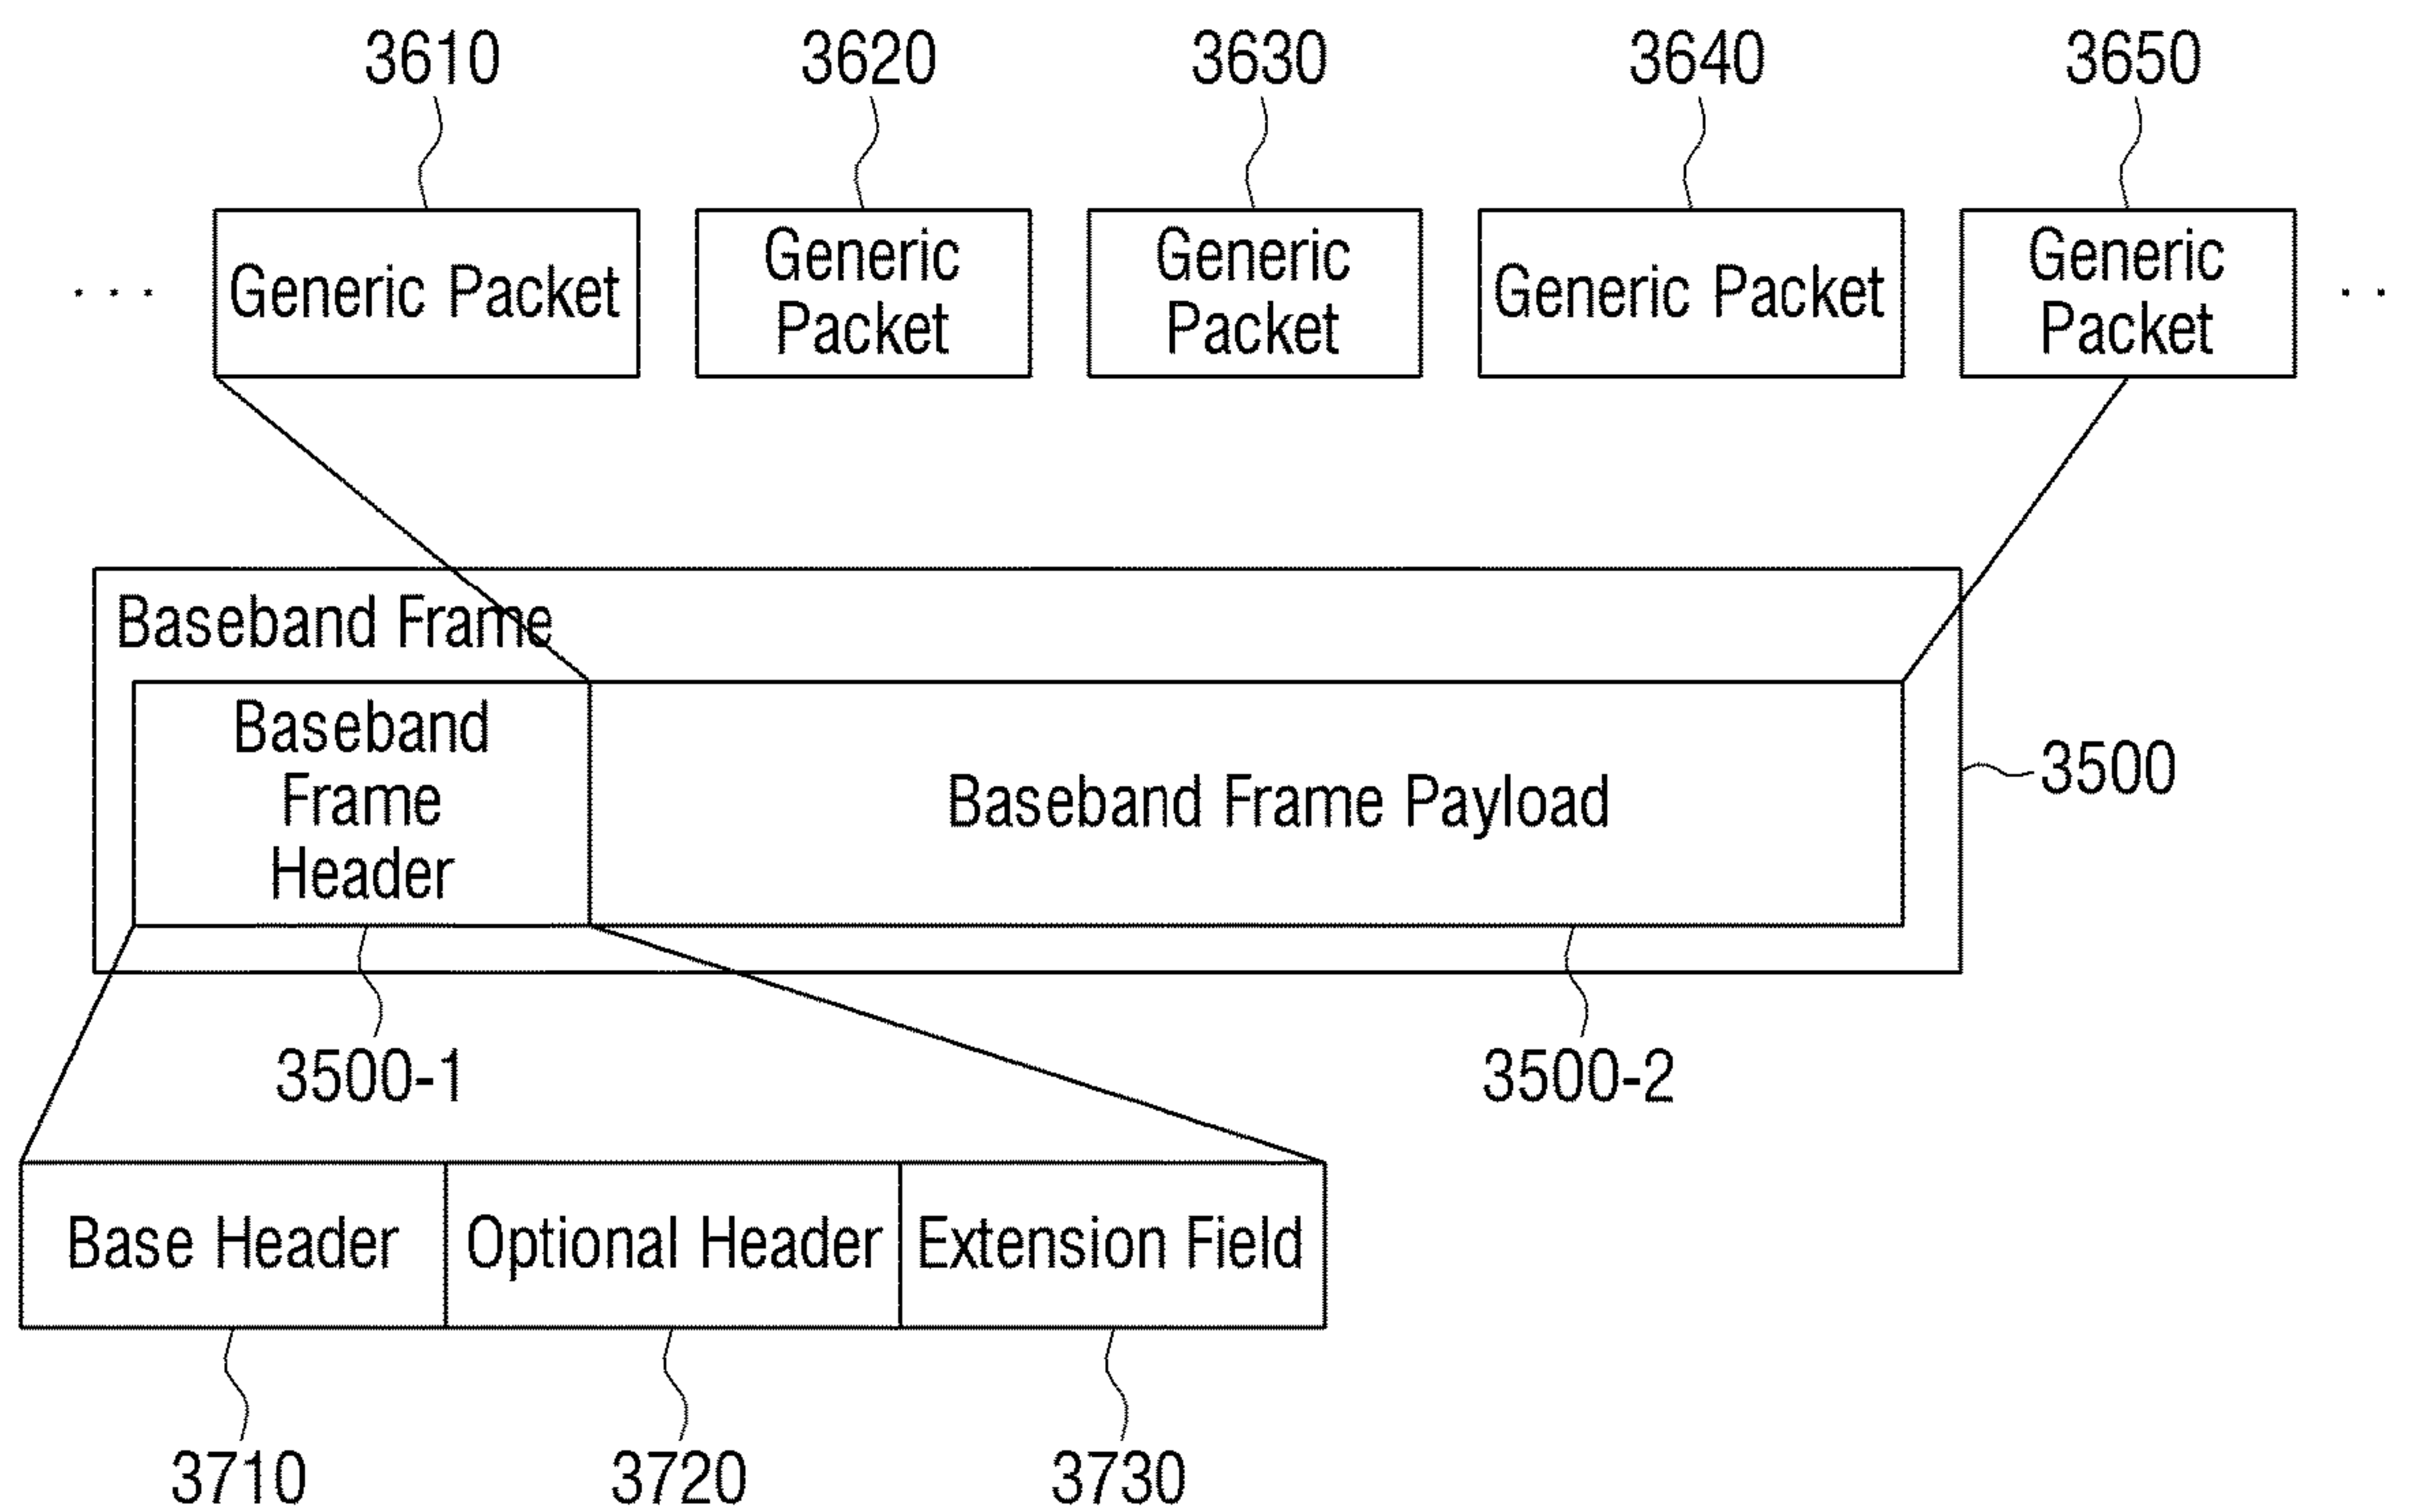 3610 3620 3630 3640 3650
. . . Generic Packet Generic Generic Generic Packet Generic . .
Packet Packet Packet
Baseband Frame
Baseband
Frame
Header
Baseband Frame Payload
3500
3500-1 3500-2
Base Header Optional Header Extension Field
3710 3720 3730